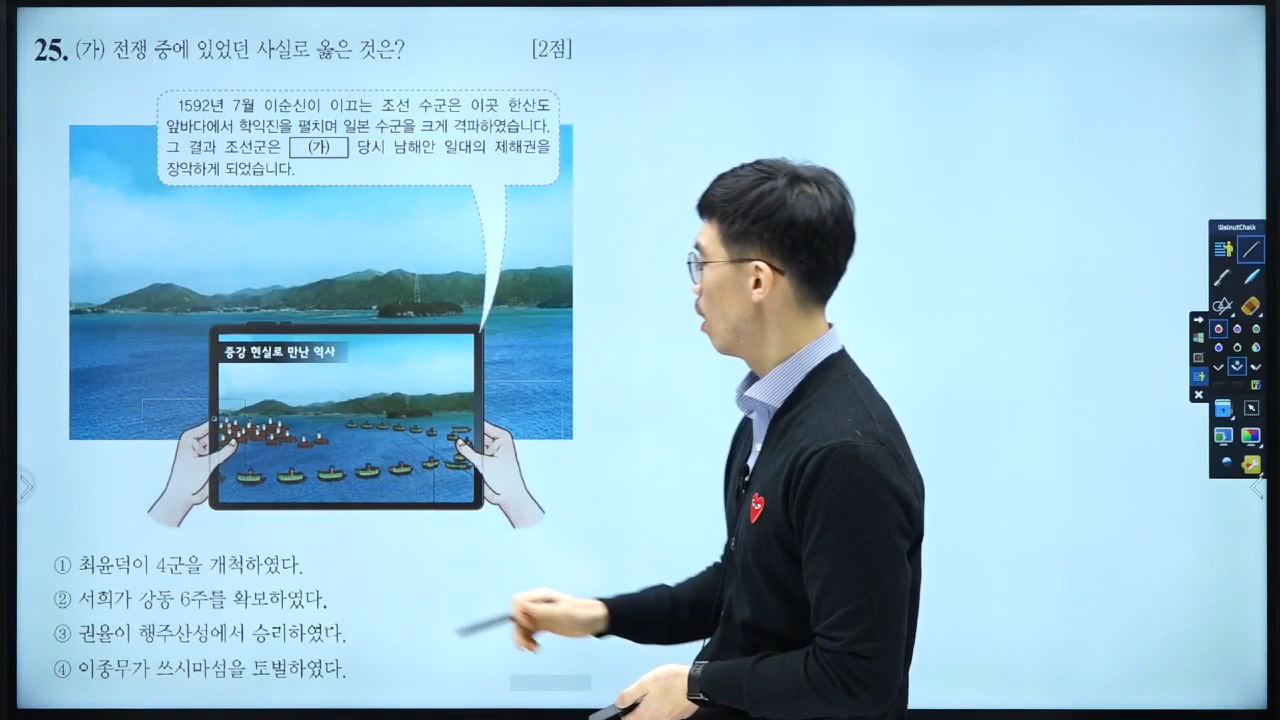 25. (가) 전쟁 중에 있었던 사실로 옳은 것은? [2점]
1592년 7월 이순신이 이끄는 조선 수군은 이곳 한산도
앞바다에서 학익진을 펼치며 일본 수군을 크게 격파하였습니다.
그 결과 조선군은 (가) 당시 남해안 일대의 제해권을
장악하게 되었습니다.
증강 현실로 만난 역사
① 최윤덕이 4군을 개척하였다.
② 서희가 강동 6주를 확보하였다.
③ 권율이 행주산성에서 승리하였다.
④ 이종무가 쓰시마섬을 토벌하였다.
WalnutChalk